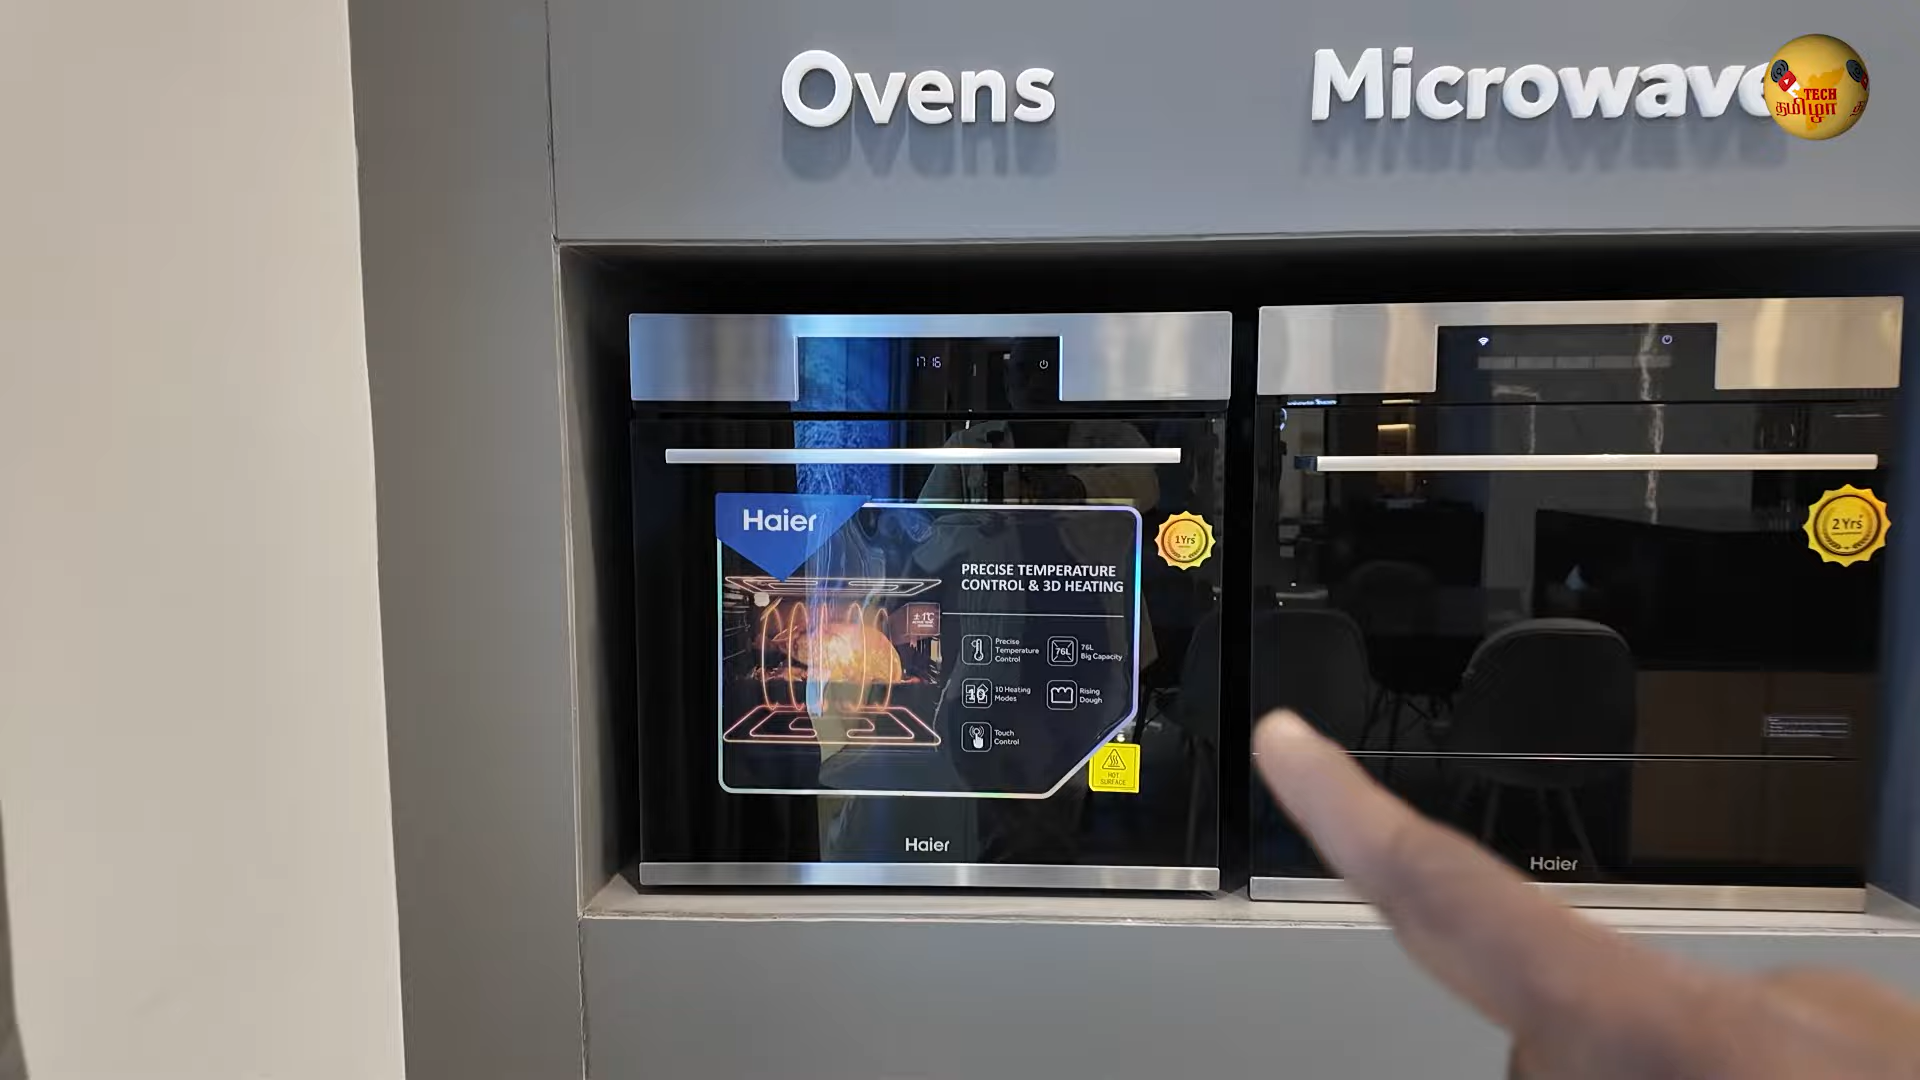 Ovens
Microwave
TECH
தமிழா
17 16
Haier
PRECISE TEMPERATURE
CONTROL & 3D HEATING
±1℃
Precise
Temperature
Control
76L
76L
Big Capacity
10
10 Heating
Modes
Rising
Dough
Touch
Control
HOT
SURFACE
1Yrs
2Yrs
Haier
Haier